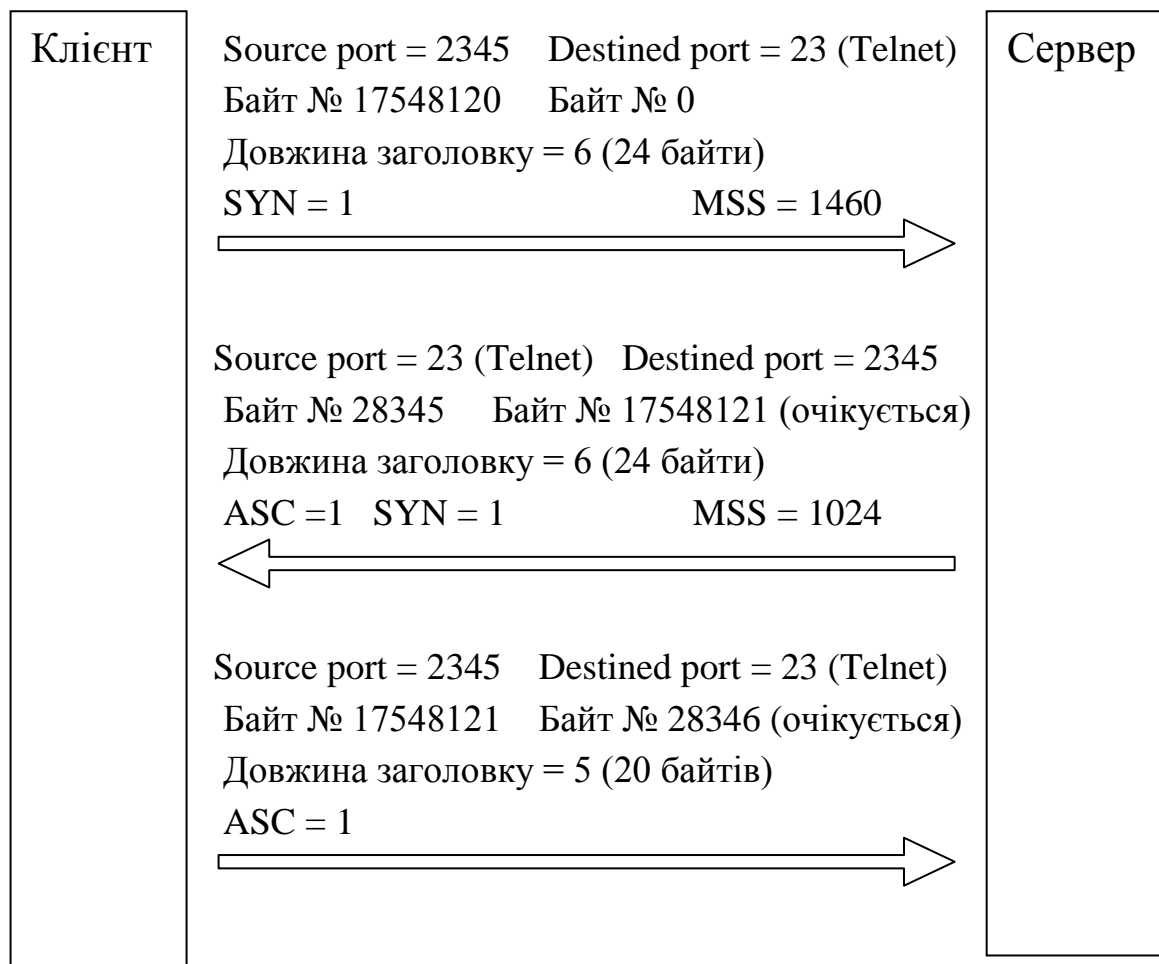 Клієнт
Сервер
Source port = 2345 Destined port = 23 (Telnet)
Байт № 17548120 Байт № 0
Довжина заголовку = 6 (24 байти)
SYN = 1 MSS = 1460
Source port = 23 (Telnet) Destined port = 2345
Байт № 28345 Байт № 17548121 (очікується)
Довжина заголовку = 6 (24 байти)
ASC =1 SYN = 1 MSS = 1024
Source port = 2345 Destined port = 23 (Telnet)
Байт № 17548121 Байт № 28346 (очікується)
Довжина заголовку = 5 (20 байтів)
ASC = 1